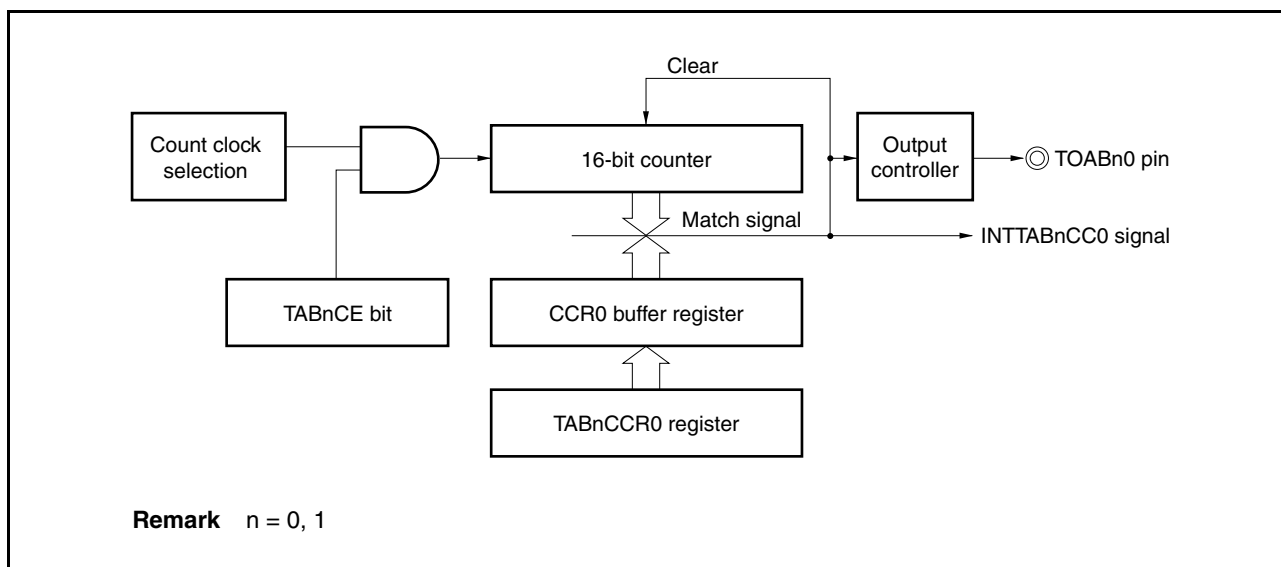 Clear
Count clock
selection
16-bit counter
Output
controller
TOABn0 pin
Match signal
INTTABnCC0 signal
TABnCE bit
CCR0 buffer register
TABnCCR0 register
Remark n = 0, 1